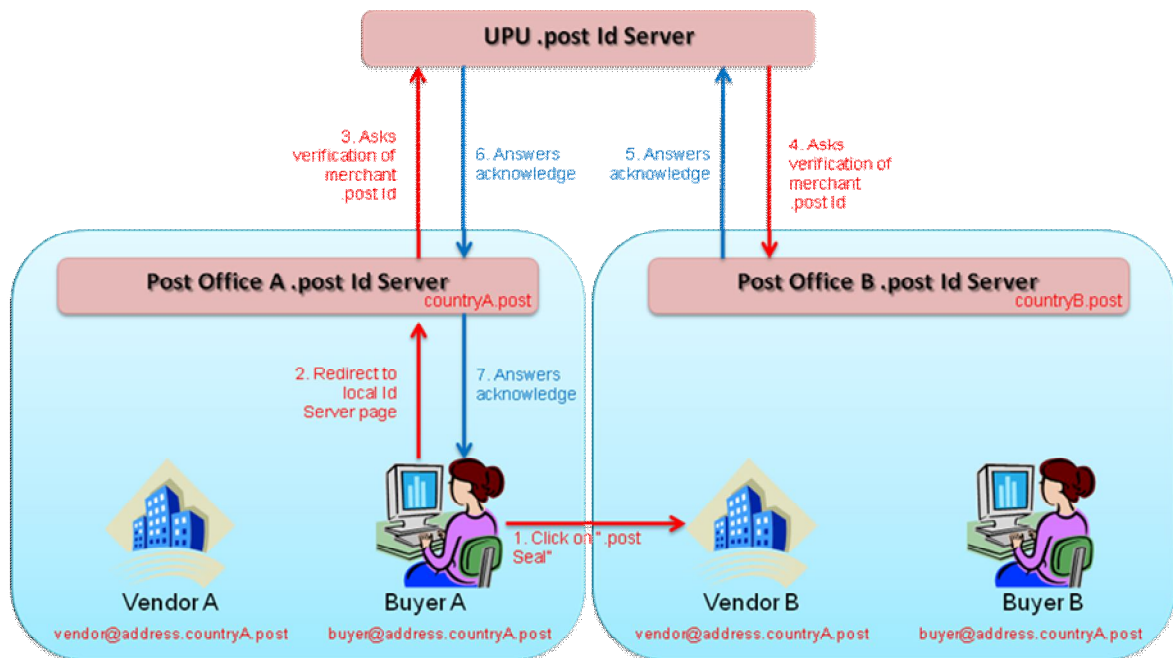 UPU .post Id Server
3. Asks
verification of
merchant
.post Id
6. Answers
acknowledge
5. Answers
acknowledge
4. Asks
verification of
merchant
.post Id
Post Office A .post Id Server
countryA.post
Post Office B .post Id Server
countryB.post
2. Redirect to
local Id
Server page
7. Answers
acknowledge
1. Click on ".post
Seal"
Vendor A
Buyer A
Vendor B
Buyer B
vendor@address.countryA.post
buyer@address.countryA.post
vendor@address.countryA.post
buyer@address.countryA.post